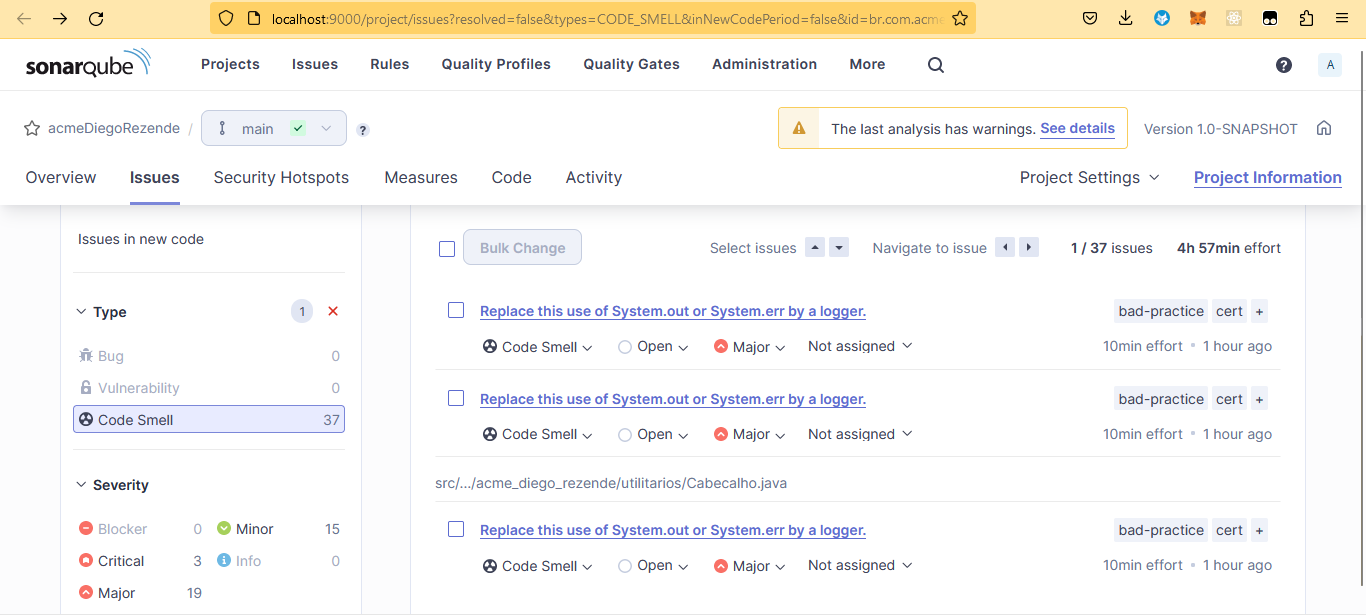 localhost:9000/project/issues?resolved=false&types=CODE_SMELL&inNewCodePeriod=false&id=br.com.acme
sonarqube Projects Issues Rules Quality Profiles Quality Gates Administration More ? A
acmeDiegoRezende / main ? The last analysis has warnings. See details Version 1.0-SNAPSHOT
Overview Issues Security Hotspots Measures Code Activity Project Settings Project Information
Issues in new code
Type 1
Bug 0
Vulnerability 0
Code Smell 37
Severity
Blocker 0 Minor 15
Critical 3 Info 0
Major 19
Bulk Change Select issues Navigate to issue 1 / 37 issues 4h 57min effort
Replace this use of System.out or System.err by a logger. bad-practice cert +
Code Smell Open Major Not assigned 10min effort • 1 hour ago
Replace this use of System.out or System.err by a logger. bad-practice cert +
Code Smell Open Major Not assigned 10min effort • 1 hour ago
src/.../acme_diego_rezende/utilitarios/Cabecalho.java
Replace this use of System.out or System.err by a logger. bad-practice cert +
Code Smell Open Major Not assigned 10min effort • 1 hour ago